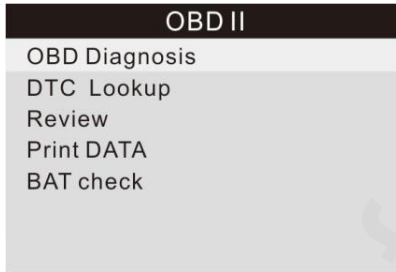 OBD II
OBD Diagnosis
DTC Lookup
Review
Print DATA
BAT check